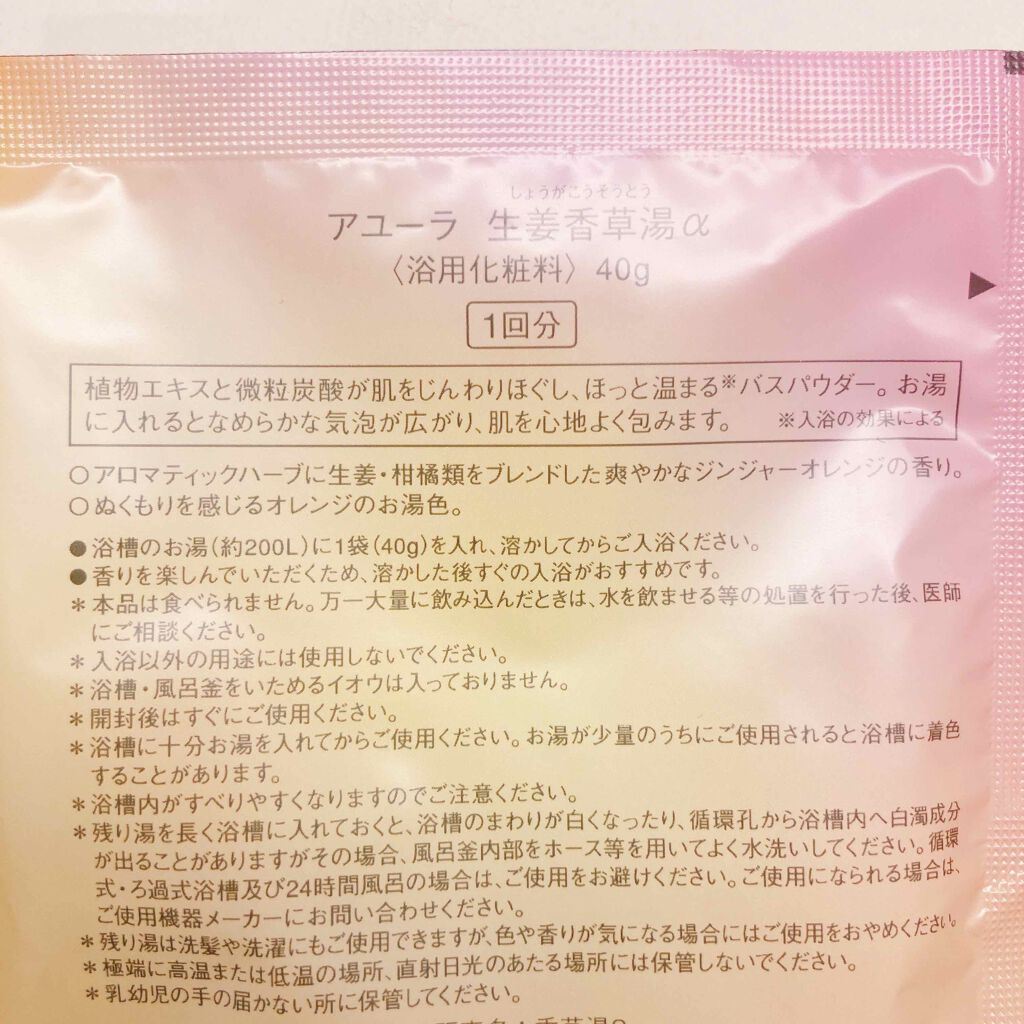 しょうがこうそうとう
アユーラ 生姜香草湯α
〈浴用化粧料〉40g
1回分
植物エキスと微粒炭酸が肌をじんわりほぐし、ほっと温まる※バスパウダー。お湯
に入れるとなめらかな気泡が広がり、肌を心地よく包みます。 ※入浴の効果による
○アロマティックハーブに生姜・柑橘類をブレンドした爽やかなジンジャーオレンジの香り。
○ぬくもりを感じるオレンジのお湯色。
●浴槽のお湯(約200L)に1袋(40g)を入れ、溶かしてからご入浴ください。
●香りを楽しんでいただくため、溶かした後すぐの入浴がおすすめです。
*本品は食べられません。万一大量に飲み込んだときは、水を飲ませる等の処置を行った後、医師
にご相談ください。
*入浴以外の用途には使用しないでください。
*浴槽・風呂釜をいためるイオウは入っておりません。
*開封後はすぐにご使用ください。
*浴槽に十分お湯を入れてからご使用ください。お湯が少量のうちにご使用されると浴槽に着色
することがあります。
*浴槽内がすべりやすくなりますのでご注意ください。
*残り湯を長く浴槽に入れておくと、浴槽のまわりが白くなったり、循環孔から浴槽内へ白濁成分
が出ることがありますがその場合、風呂釜内部をホース等を用いてよく水洗いしてください。循環
式・ろ過式浴槽及び24時間風呂の場合は、ご使用をお避けください。ご使用になられる場合は、
ご使用機器メーカーにお問い合わせください。
*残り湯は洗髪や洗濯にもご使用できますが、色や香りが気になる場合にはご使用をおやめください。
*極端に高温または低温の場所、直射日光のあたる場所には保管しないでください。
*乳幼児の手の届かない所に保管してください。